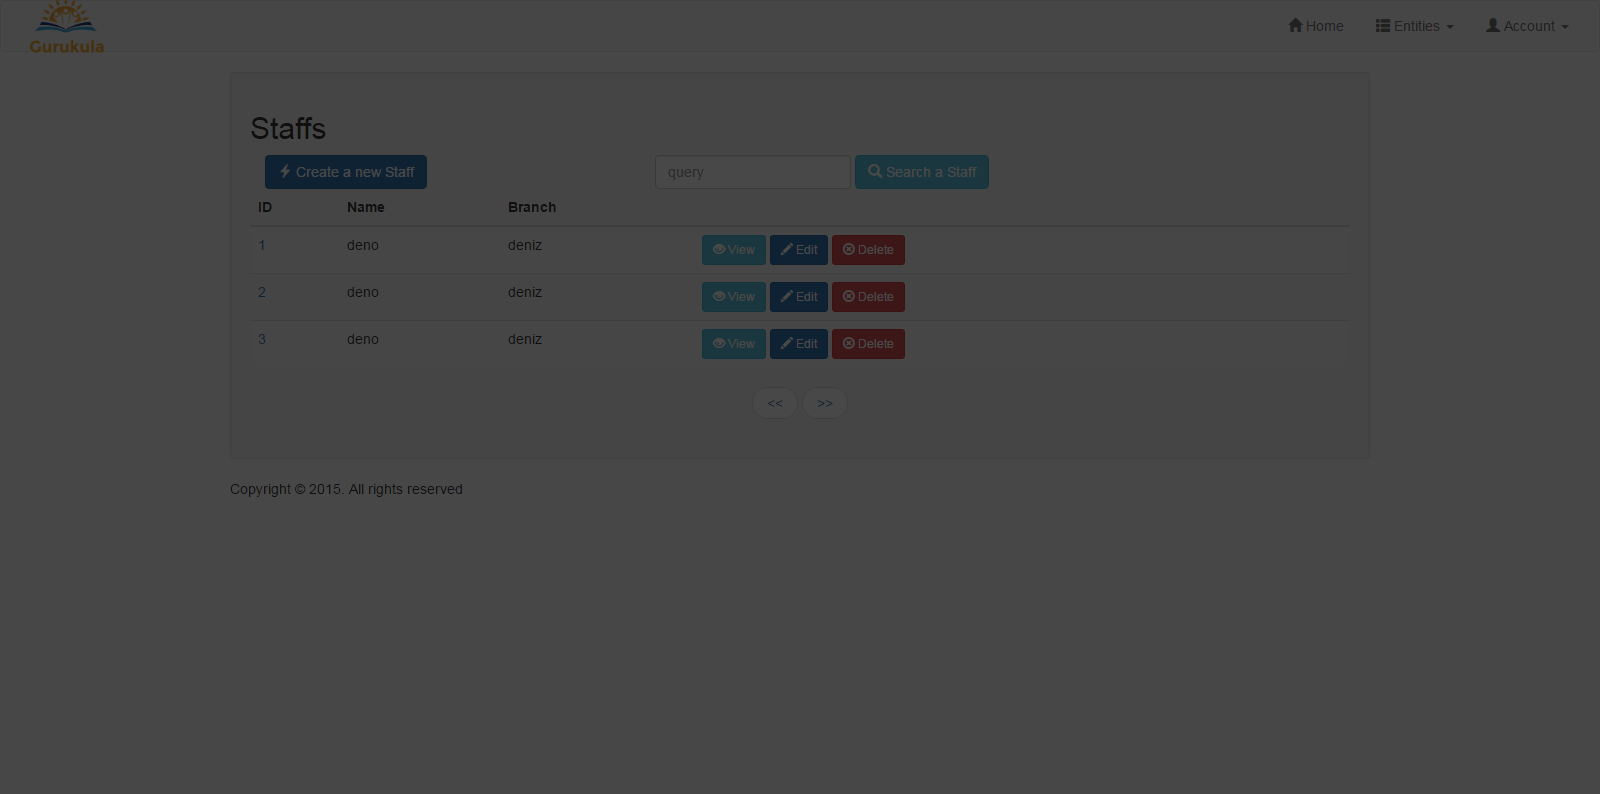 Gurukula
Home Entities Account
Staffs
Create a new Staff query Search a Staff
ID Name Branch
1 deno deniz View Edit Delete
2 deno deniz View Edit Delete
3 deno deniz View Edit Delete
<< >>
Copyright © 2015. All rights reserved